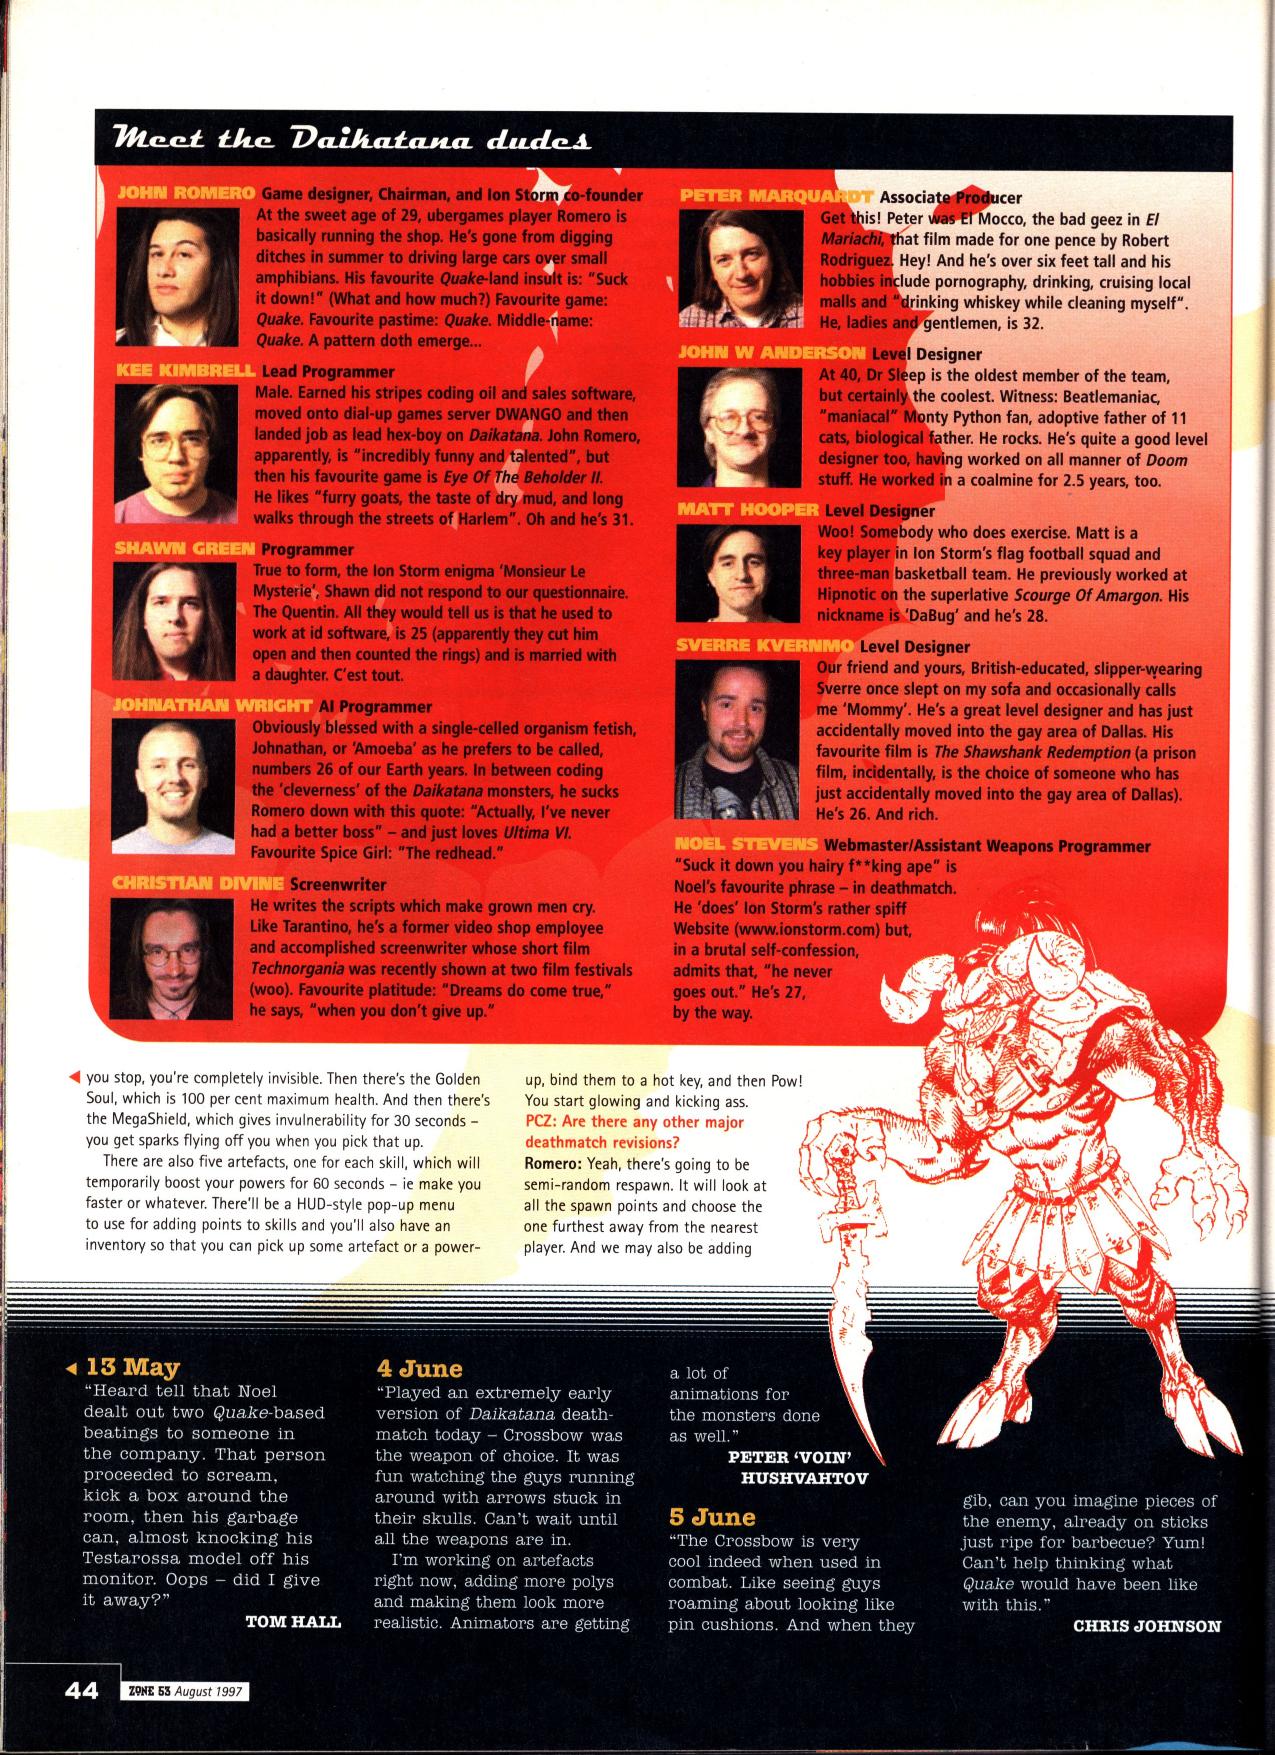 Meet the Daikatana dudes
JOHN ROMERO Game designer, Chairman, and Ion Storm co-founder
At the sweet age of 29, ubergames player Romero is
basically running the shop. He's gone from digging
ditches in summer to driving large cars over small
amphibians. His favourite Quake-land insult is: "Suck
it down!" (What and how much?) Favourite game:
Quake. Favourite pastime: Quake. Middle-name:
Quake. A pattern doth emerge...
KEE KIMBRELL Lead Programmer
Male. Earned his stripes coding oil and sales software,
moved onto dial-up games server DWANGO and then
landed job as lead hex-boy on Daikatana. John Romero,
apparently, is "incredibly funny and talented", but
then his favourite game is Eye Of The Beholder II.
He likes "furry goats, the taste of dry mud, and long
walks through the streets of Harlem". Oh and he's 31.
SHAWN GREEN Programmer
True to form, the Ion Storm enigma 'Monsieur Le
Mysterie', Shawn did not respond to our questionnaire.
The Quentin. All they would tell us is that he used to
work at id software, is 25 (apparently they cut him
open and then counted the rings) and is married with
a daughter. C'est tout.
JOHNATHAN WRIGHT AI Programmer
Obviously blessed with a single-celled organism fetish,
Johnathan, or 'Amoeba' as he prefers to be called,
numbers 26 of our Earth years. In between coding
the 'cleverness' of the Daikatana monsters, he sucks
Romero down with this quote: "Actually, I've never
had a better boss" – and just loves Ultima VI.
Favourite Spice Girl: "The redhead."
CHRISTIAN DIVINE Screenwriter
He writes the scripts which make grown men cry.
Like Tarantino, he's a former video shop employee
and accomplished screenwriter whose short film
Technorgania was recently shown at two film festivals
(woo). Favourite platitude: "Dreams do come true,"
he says, "when you don't give up."
PETER MARQUARDT Associate Producer
Get this! Peter was El Mocco, the bad geez in El
Mariachi, that film made for one pence by Robert
Rodriguez. Hey! And he's over six feet tall and his
hobbies include pornography, drinking, cruising local
malls and "drinking whiskey while cleaning myself".
He, ladies and gentlemen, is 32.
JOHN W ANDERSON Level Designer
At 40, Dr Sleep is the oldest member of the team,
but certainly the coolest. Witness: Beatlemaniac,
"maniacal" Monty Python fan, adoptive father of 11
cats, biological father. He rocks. He's quite a good level
designer too, having worked on all manner of Doom
stuff. He worked in a coalmine for 2.5 years, too.
MATT HOOPER Level Designer
Woo! Somebody who does exercise. Matt is a
key player in Ion Storm's flag football squad and
three-man basketball team. He previously worked at
Hipnotic on the superlative Scourge Of Amargon. His
nickname is 'DaBug' and he's 28.
SVERRE KVERNMO Level Designer
Our friend and yours, British-educated, slipper-wearing
Sverre once slept on my sofa and occasionally calls
me 'Mommy'. He's a great level designer and has just
accidentally moved into the gay area of Dallas. His
favourite film is The Shawshank Redemption (a prison
film, incidentally, is the choice of someone who has
just accidentally moved into the gay area of Dallas).
He's 26. And rich.
NOEL STEVENS Webmaster/Assistant Weapons Programmer
"Suck it down you hairy f**king ape" is
Noel's favourite phrase – in deathmatch.
He 'does' Ion Storm's rather spiff
Website (www.ionstorm.com) but,
in a brutal self-confession,
admits that, "he never
goes out." He's 27,
by the way.
you stop, you're completely invisible. Then there's the Golden
Soul, which is 100 per cent maximum health. And then there's
the MegaShield, which gives invulnerability for 30 seconds –
you get sparks flying off you when you pick that up.
There are also five artefacts, one for each skill, which will
temporarily boost your powers for 60 seconds – ie make you
faster or whatever. There'll be a HUD-style pop-up menu
to use for adding points to skills and you'll also have an
inventory so that you can pick up some artefact or a power-
up, bind them to a hot key, and then Pow!
You start glowing and kicking ass.
PCZ: Are there any other major
deathmatch revisions?
Romero: Yeah, there's going to be
semi-random respawn. It will look at
all the spawn points and choose the
one furthest away from the nearest
player. And we may also be adding
13 May
"Heard tell that Noel
dealt out two Quake-based
beatings to someone in
the company. That person
proceeded to scream,
kick a box around the
room, then his garbage
can, almost knocking his
Testarossa model off his
monitor. Oops – did I give
it away?"
TOM HALL
4 June
"Played an extremely early
version of Daikatana death-
match today – Crossbow was
the weapon of choice. It was
fun watching the guys running
around with arrows stuck in
their skulls. Can't wait until
all the weapons are in.
I'm working on artefacts
right now, adding more polys
and making them look more
realistic. Animators are getting
a lot of
animations for
the monsters done
as well."
PETER 'VOIN'
HUSHVAHTOV
5 June
"The Crossbow is very
cool indeed when used in
combat. Like seeing guys
roaming about looking like
pin cushions. And when they
gib, can you imagine pieces of
the enemy, already on sticks
just ripe for barbecue? Yum!
Can't help thinking what
Quake would have been like
with this."
CHRIS JOHNSON
44 ZONE 53 August 1997